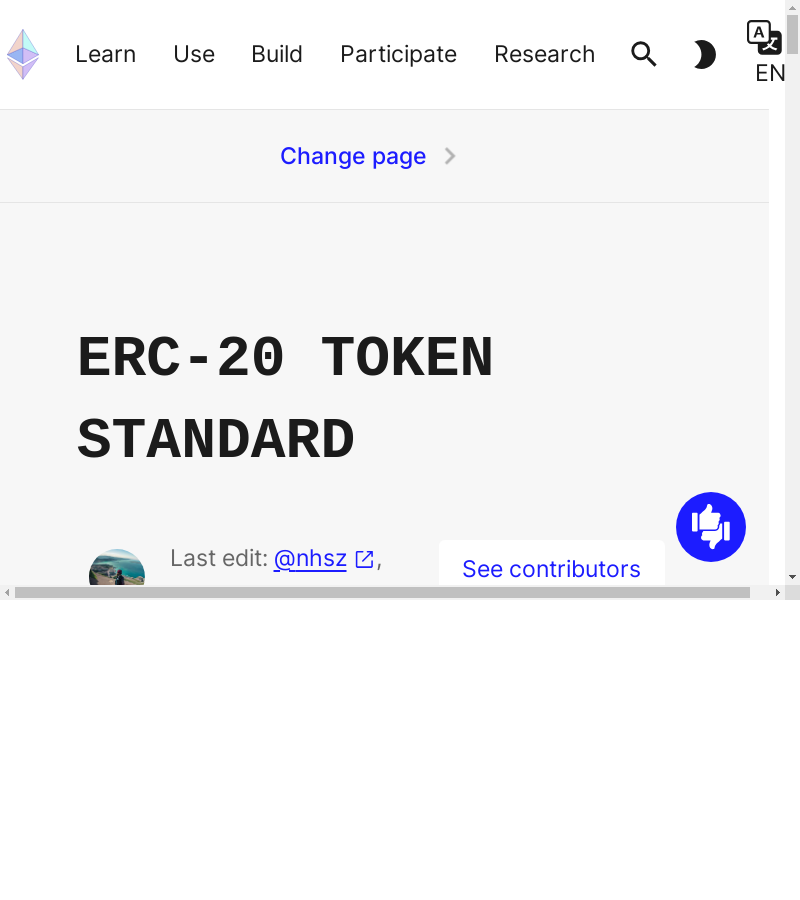 Learn Use Build Participate Research EN
Change page
ERC-20 TOKEN
STANDARD
Last edit: @nhsz,
See contributors